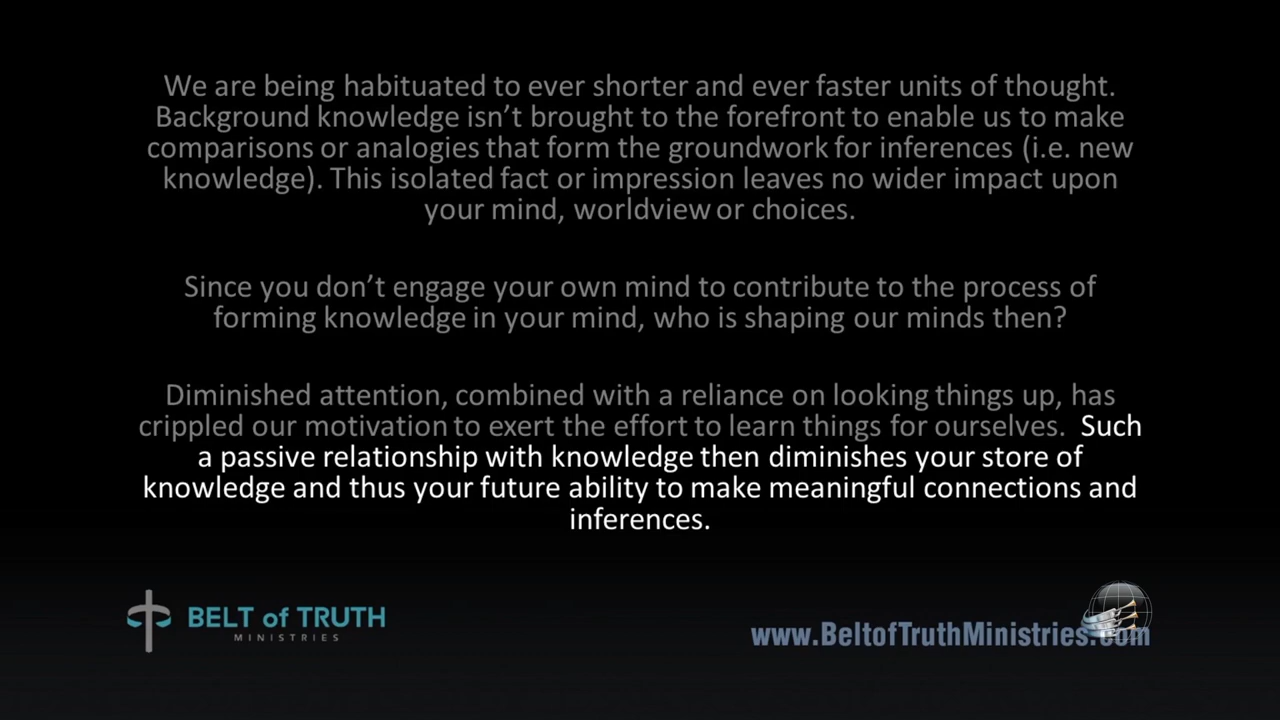 We are being habituated to ever shorter and ever faster units of thought.
Background knowledge isn’t brought to the forefront to enable us to make
comparisons or analogies that form the groundwork for inferences (i.e. new
knowledge). This isolated fact or impression leaves no wider impact upon
your mind, worldview or choices.
Since you don’t engage your own mind to contribute to the process of
forming knowledge in your mind, who is shaping our minds then?
Diminished attention, combined with a reliance on looking things up, has
crippled our motivation to exert the effort to learn things for ourselves. Such
a passive relationship with knowledge then diminishes your store of
knowledge and thus your future ability to make meaningful connections and
inferences.
BELT of TRUTH
MINISTRIES
www.BeltofTruthMinistries.com